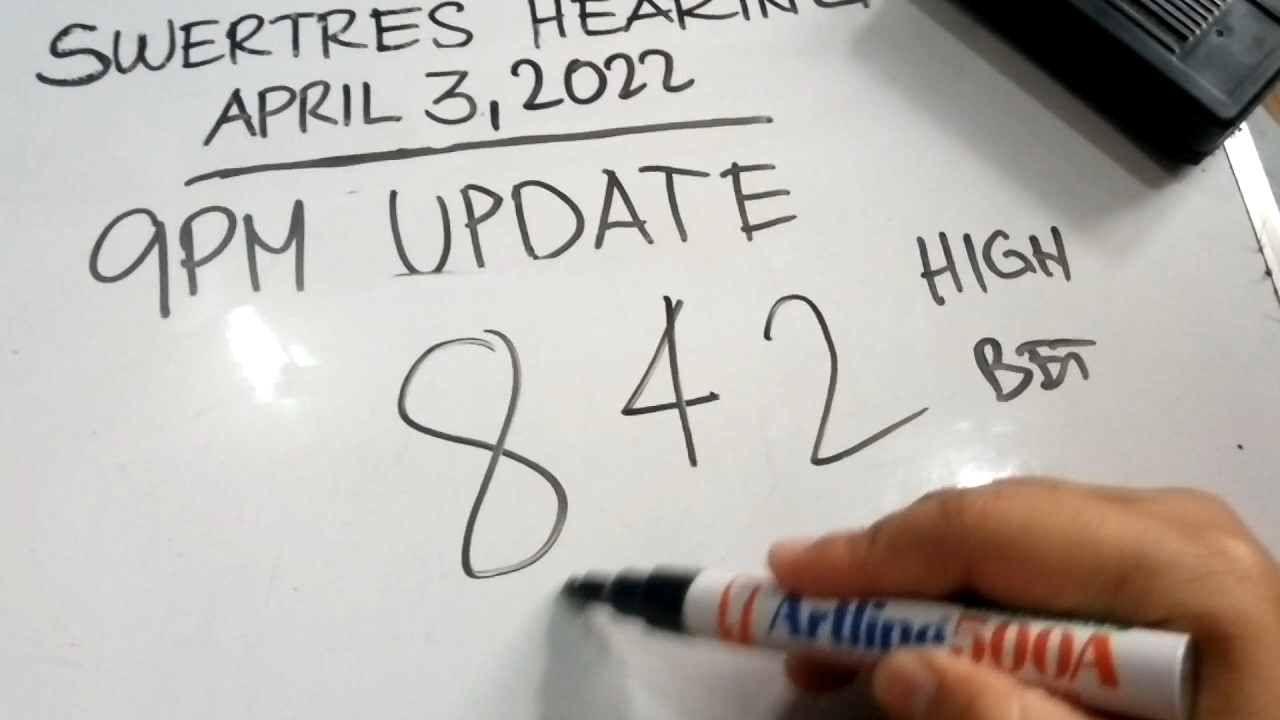 SWERTRES HEARING
APRIL 3, 2022
9PM UPDATE
HIGH
BET
8 4 2
Artline 500A